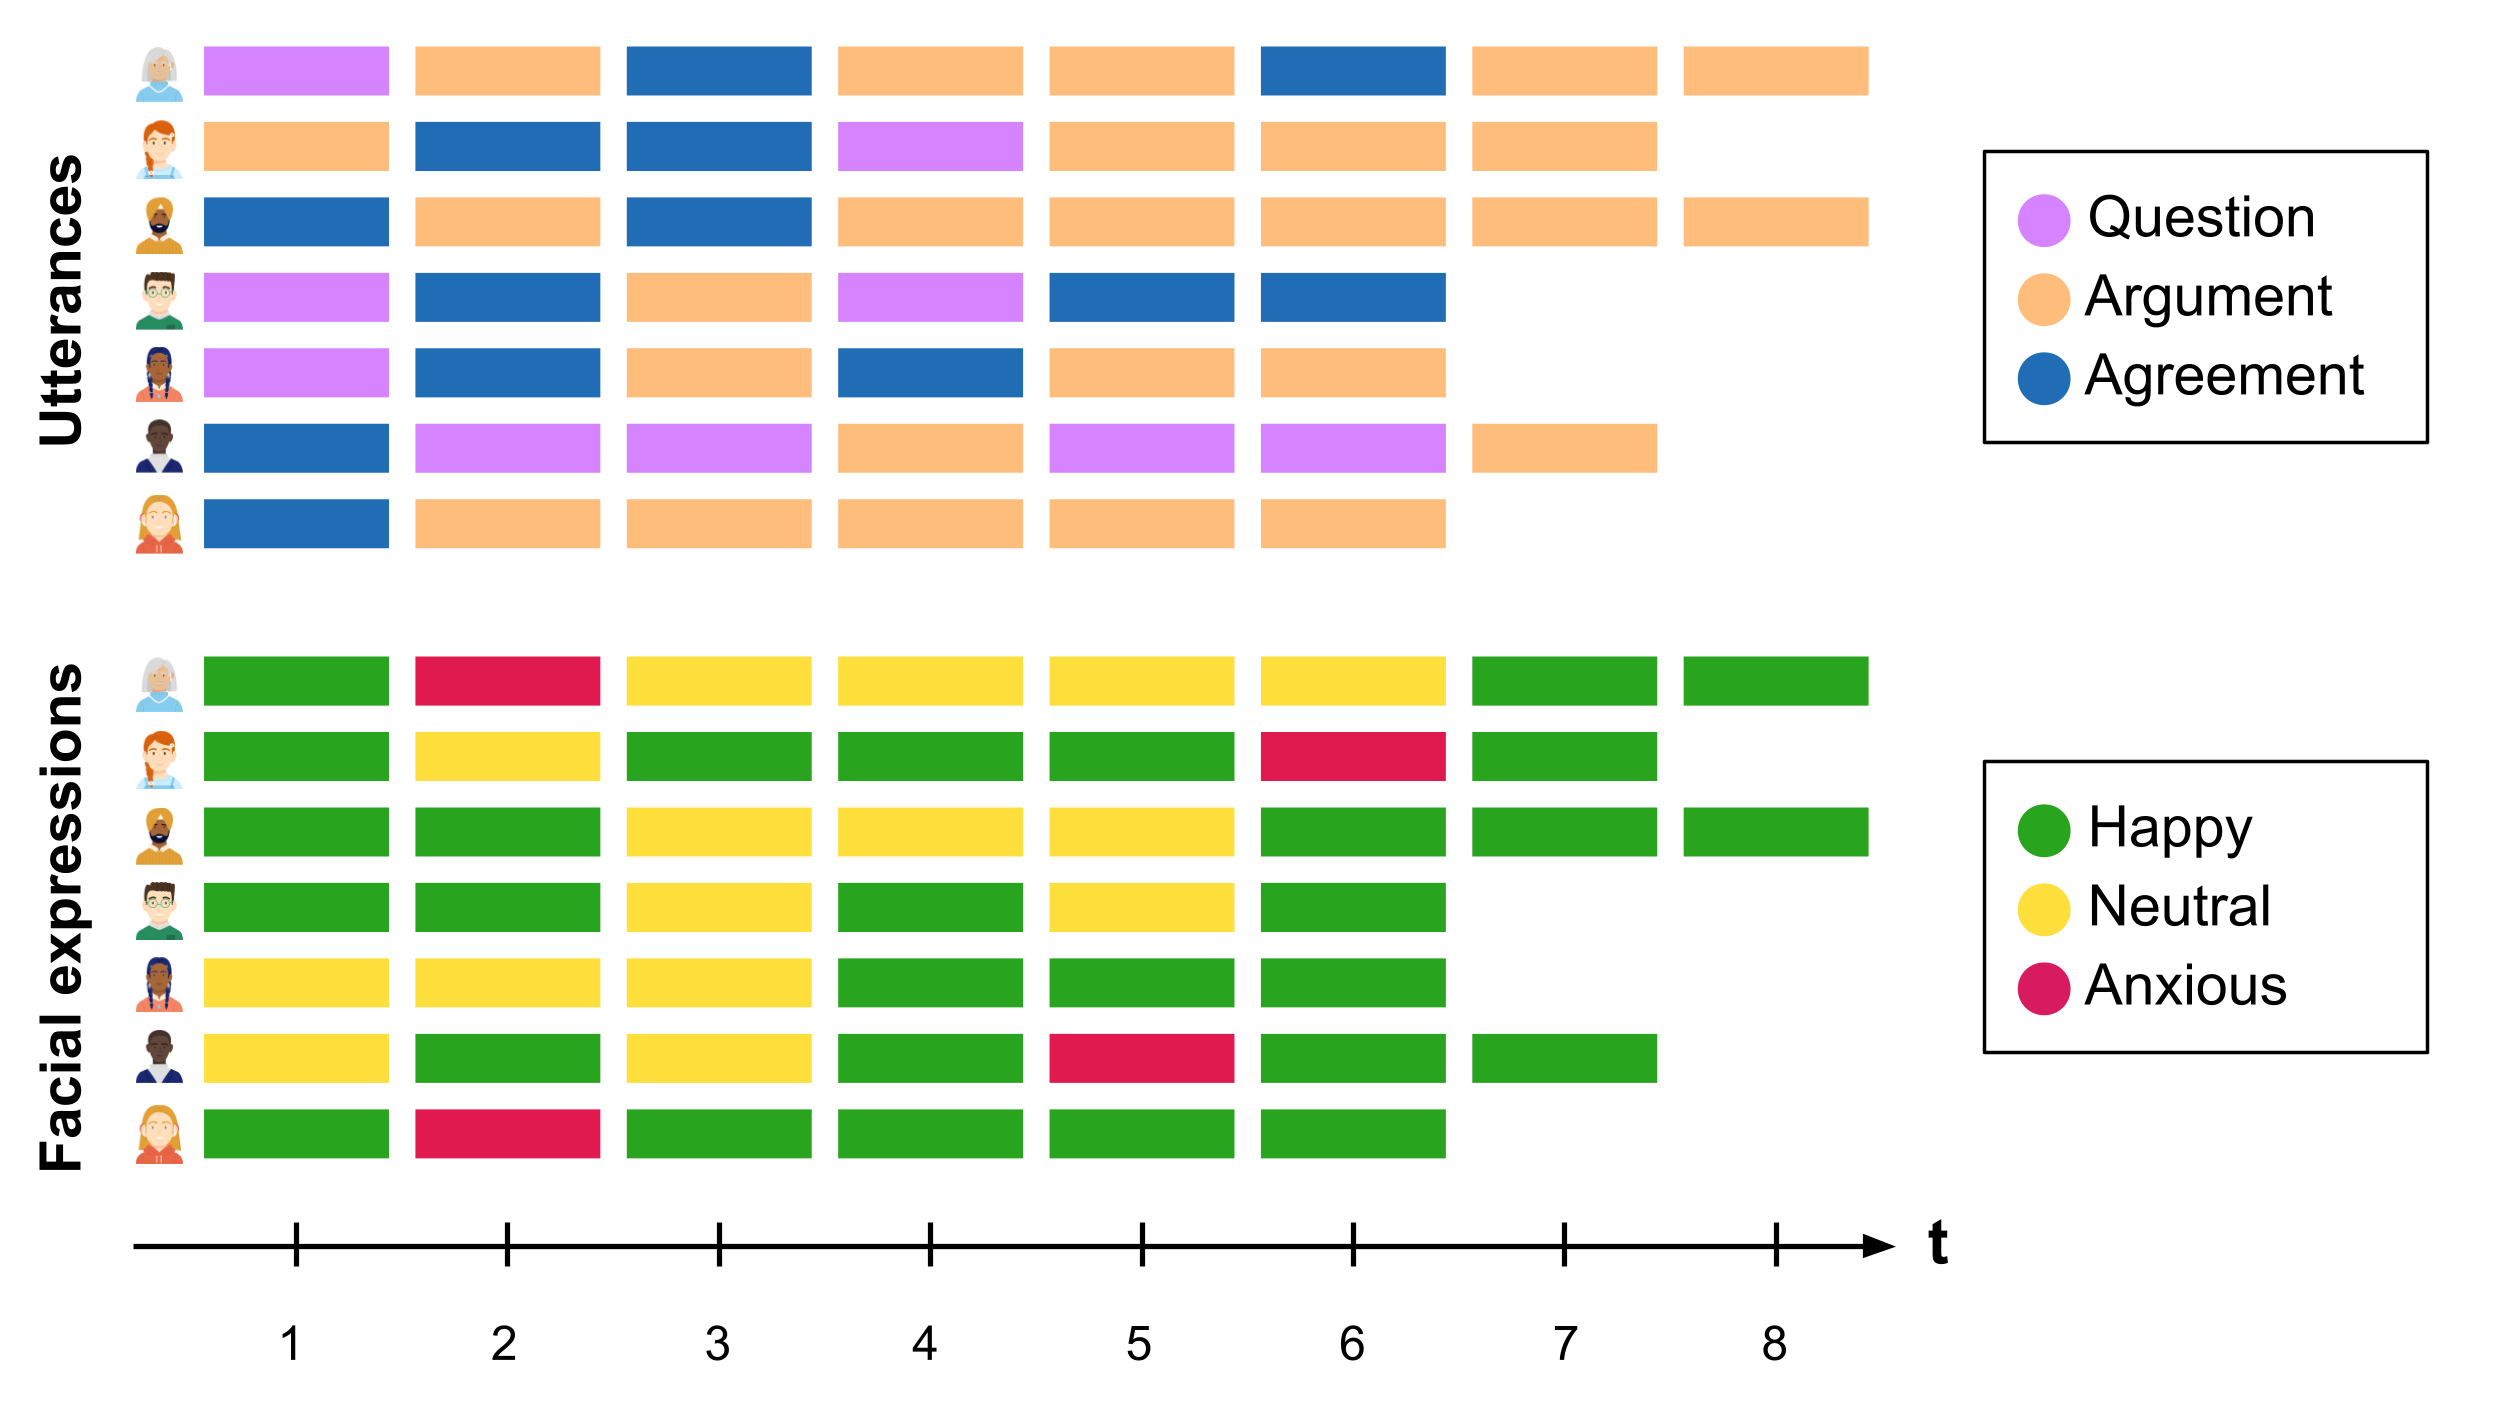 Utterances
Question
Argument
Agreement
Facial expressions
Happy
Neutral
Anxious
t
1 2 3 4 5 6 7 8